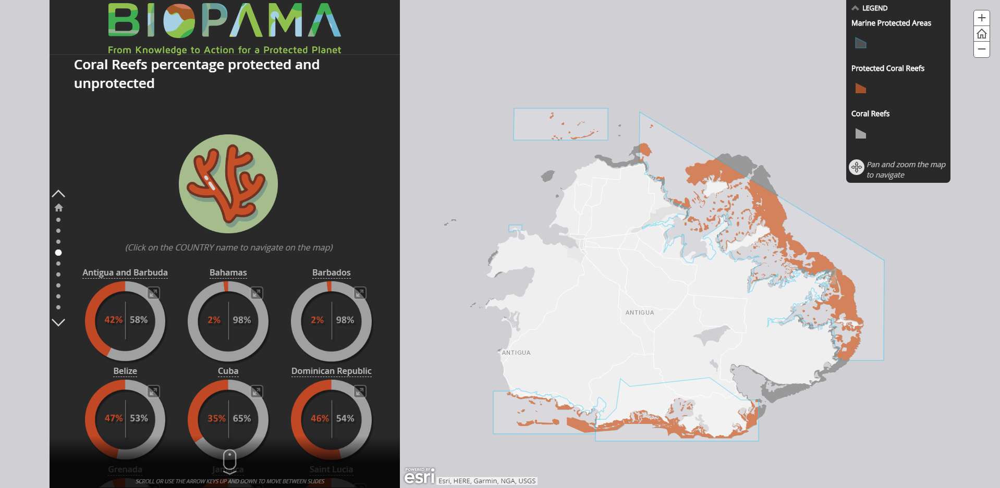 BIOPAMA
From Knowledge to Action for a Protected Planet
Coral Reefs percentage protected and
unprotected
(Click on the COUNTRY name to navigate on the map)
Antigua and Barbuda
Bahamas
Barbados
42% 58%
2% 98%
2% 98%
Belize
Cuba
Dominican Republic
47% 53%
35% 65%
46% 54%
Grenada
Jamaica
Saint Lucia
SCROLL OR USE THE ARROW KEYS UP AND DOWN TO MOVE BETWEEN SLIDES
ANTIGUA
ANTIGUA
POWERED BY
esri
Esri, HERE, Garmin, NGA, USGS
LEGEND
Marine Protected Areas
Protected Coral Reefs
Coral Reefs
Pan and zoom the map
to navigate
+
−